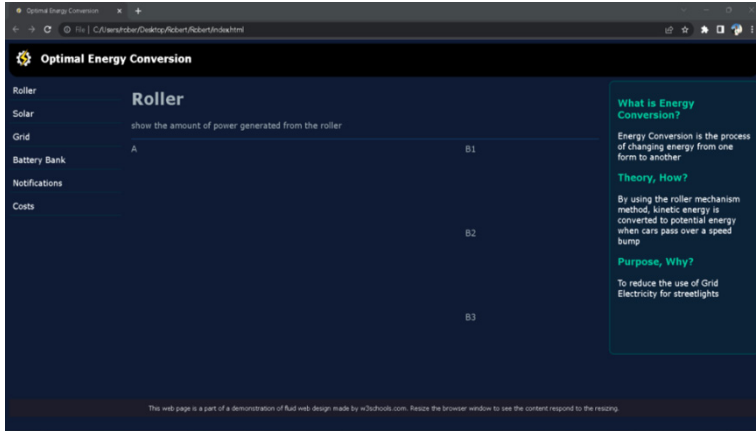 Optimal Energy Conversion
File | C:/Users/rober/Desktop/Robert/Robert/index.html
Optimal Energy Conversion
Roller
Solar
Grid
Battery Bank
Notifications
Costs
Roller
show the amount of power generated from the roller
A
B1
B2
B3
What is Energy
Conversion?
Energy Conversion is the process
of changing energy from one
form to another
Theory, How?
By using the roller mechanism
method, kinetic energy is
converted to potential energy
when cars pass over a speed
bump
Purpose, Why?
To reduce the use of Grid
Electricity for streetlights
This web page is a part of a demonstration of fluid web design made by w3schools.com. Resize the browser window to see the content respond to the resizing.